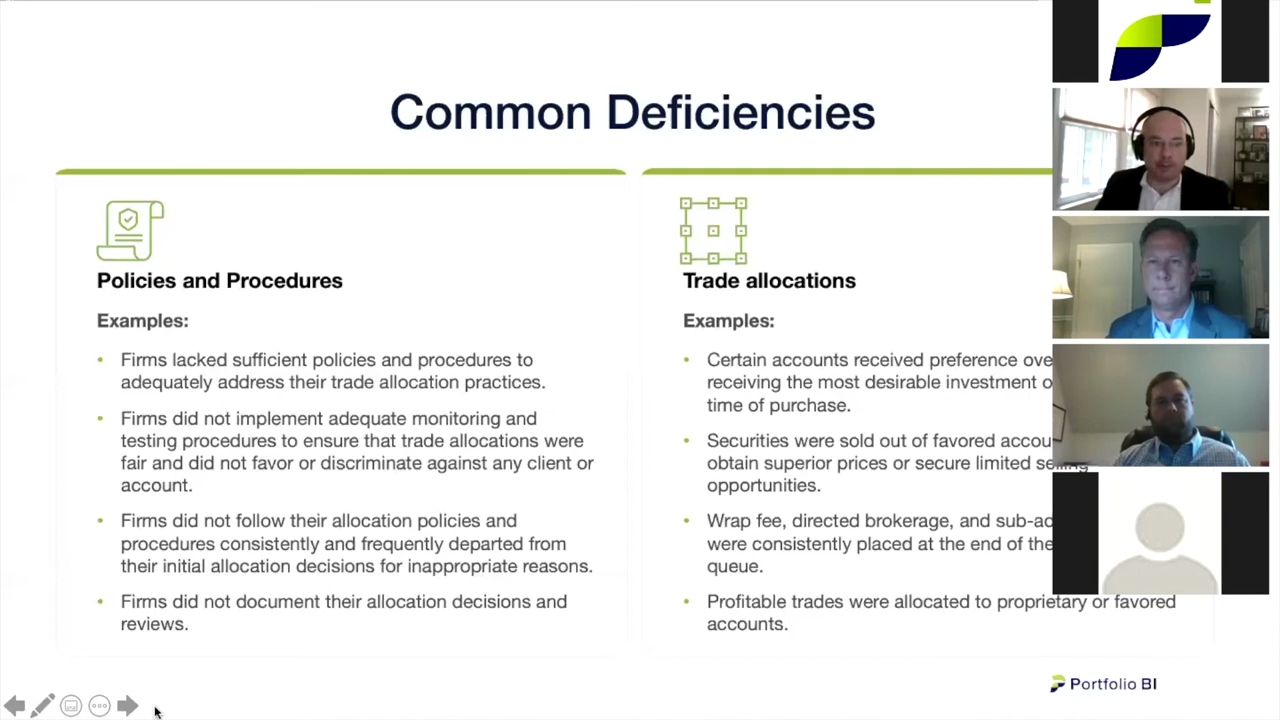 Common Deficiencies
Policies and Procedures
Examples:
Firms lacked sufficient policies and procedures to
adequately address their trade allocation practices.
Firms did not implement adequate monitoring and
testing procedures to ensure that trade allocations were
fair and did not favor or discriminate against any client or
account.
Firms did not follow their allocation policies and
procedures consistently and frequently departed from
their initial allocation decisions for inappropriate reasons.
Firms did not document their allocation decisions and
reviews.
Trade allocations
Examples:
Certain accounts received preference
receiving the most desirable investment
time of purchase.
Securities were sold out of favored
obtain superior prices or secure limited selling
opportunities.
Wrap fee, directed brokerage, and
were consistently placed at the end of the
queue.
Profitable trades were allocated to proprietary or favored
accounts.
Portfolio BI